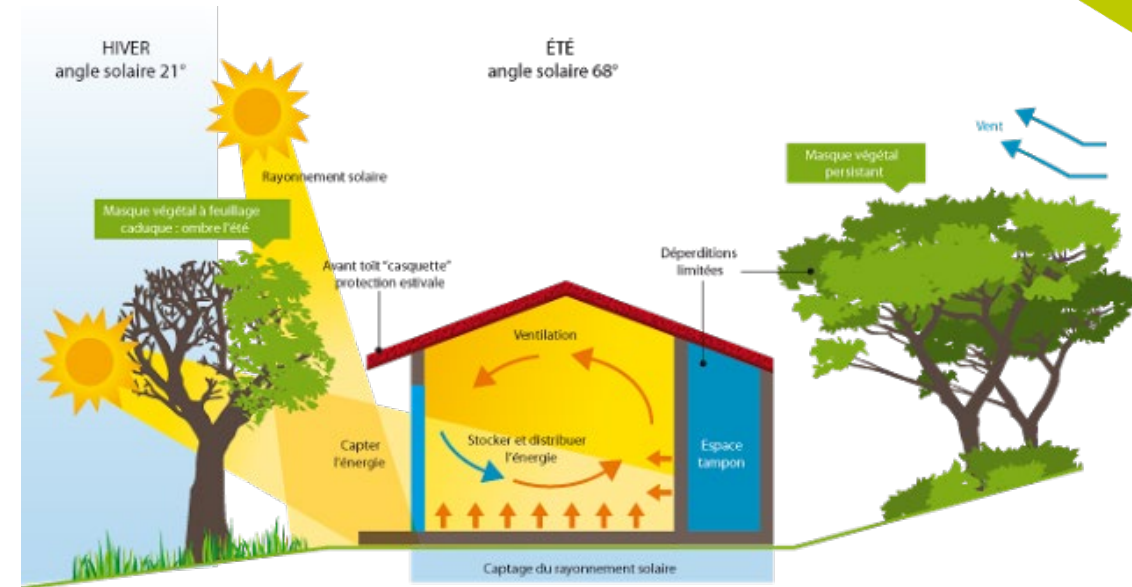 HIVER
angle solaire 21°
ÉTÉ
angle solaire 68°
Vent
Masque végétal
persistant
Rayonnement solaire
Masque végétal à feuillage
caduque : ombre l'été
Avant toît "casquette"
protection estivale
Déperditions
limitées
Ventilation
Capter
l'énergie
Stocker et distribuer
l'énergie
Espace
tampon
Captage du rayonnement solaire